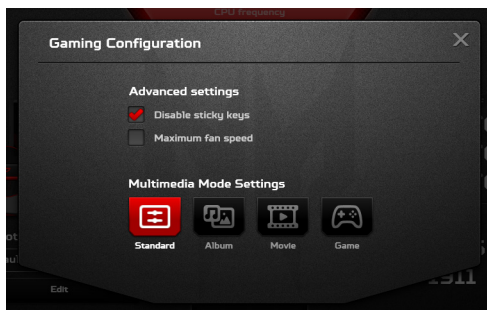 CPU frequency
Gaming Configuration
Advanced settings
Disable sticky keys
Maximum fan speed
Multimedia Mode Settings
Standard Album Movie Game
Edit